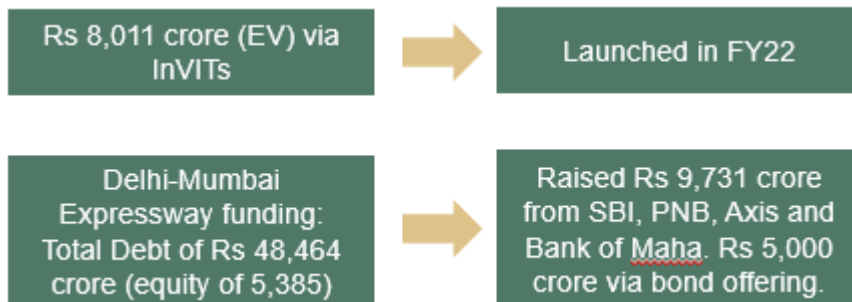 Rs 8,011 crore (EV) via
InVITs
Launched in FY22
Delhi-Mumbai
Expressway funding:
Total Debt of Rs 48,464
crore (equity of 5,385)
Raised Rs 9,731 crore
from SBI, PNB, Axis and
Bank of Maha. Rs 5,000
crore via bond offering.